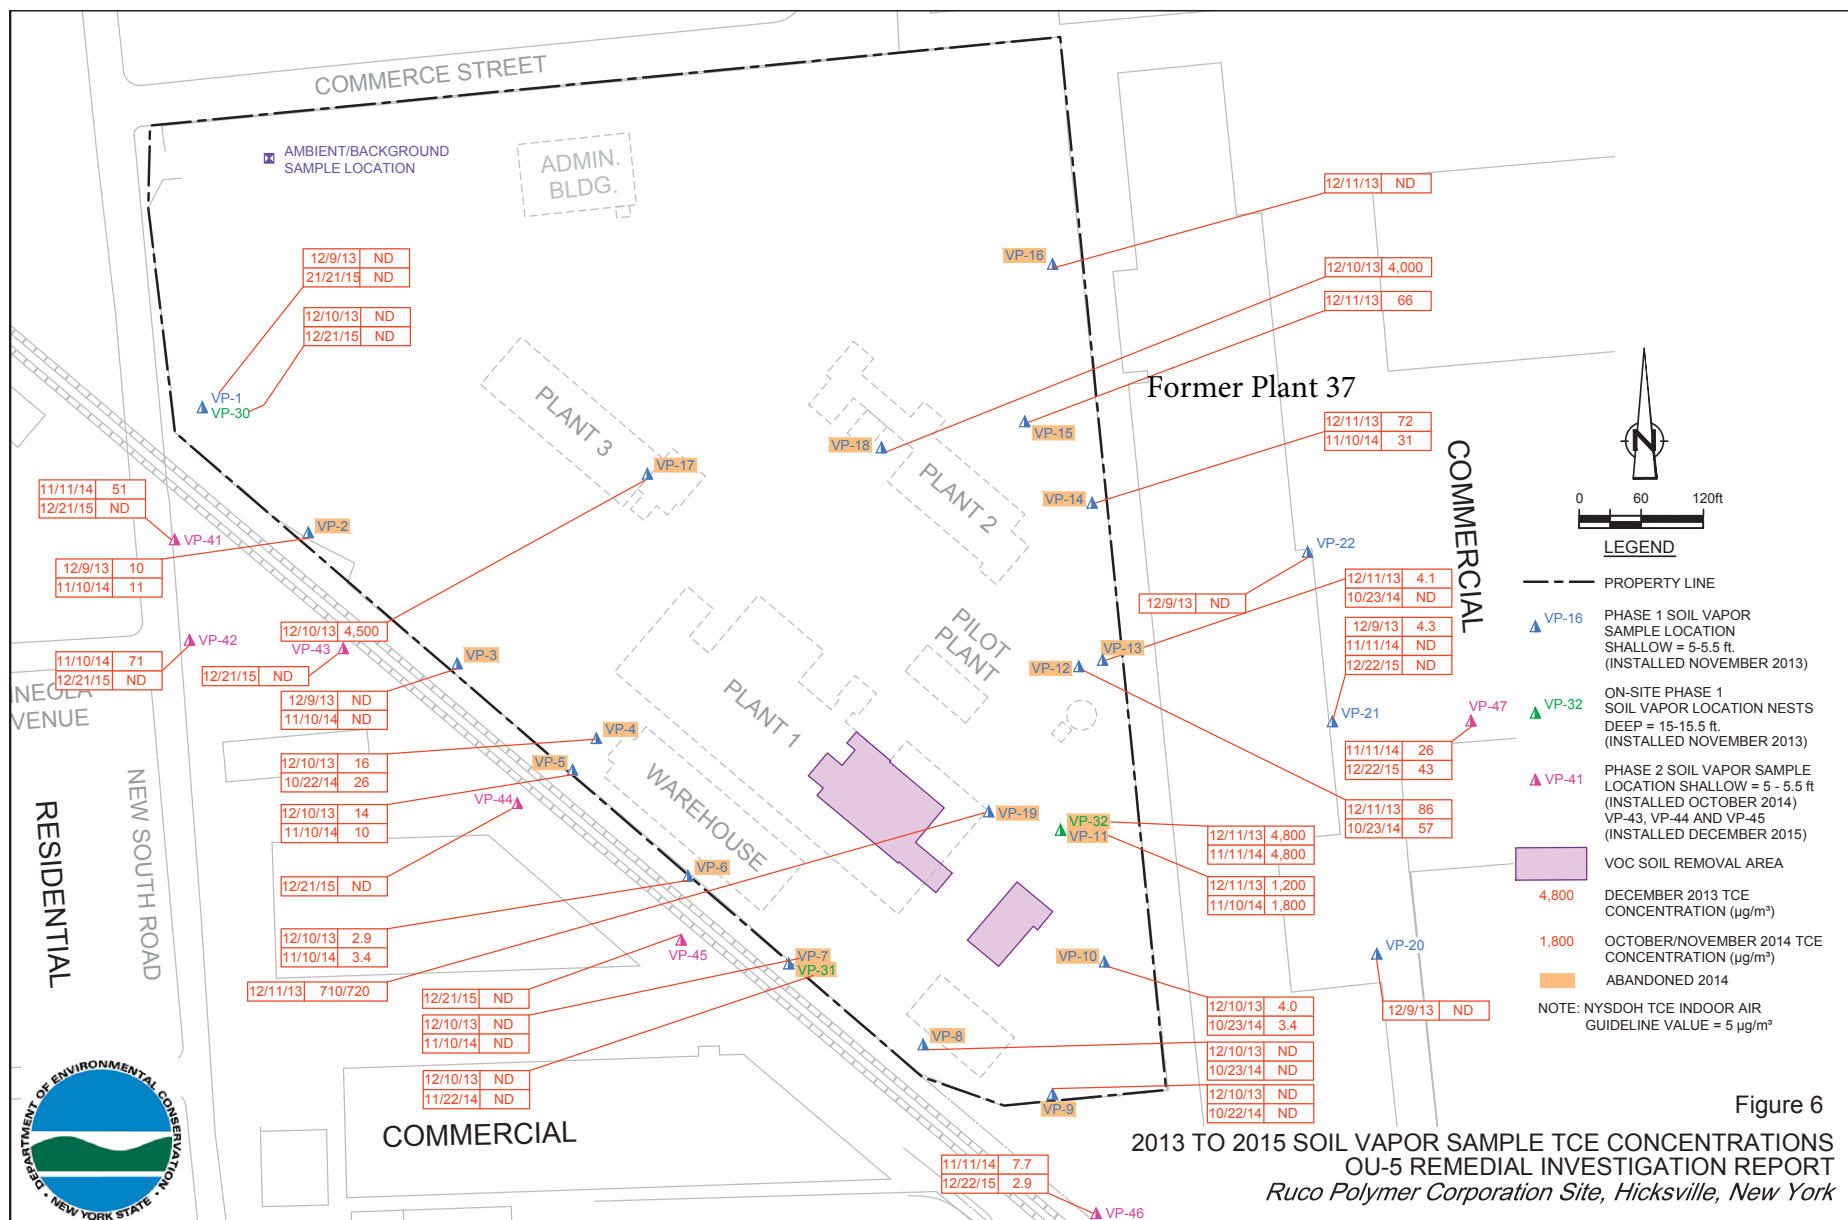 COMMERCE STREET
AMBIENT/BACKGROUND
SAMPLE LOCATION
ADMIN.
BLDG.
12/11/13 ND
VP-16
12/9/13 ND
21/21/15 ND
12/10/13 4,000
12/11/13 66
12/10/13 ND
12/21/15 ND
Former Plant 37
VP-1
VP-30
PLANT 3
VP-15
VP-18
12/11/13 72
11/10/14 31
COMMERCIAL
N
VP-17
PLANT 2
VP-14
11/11/14 51
12/21/15 ND
VP-41
VP-2
VP-22
12/9/13 10
11/10/14 11
12/9/13 ND
12/11/13 4.1
10/23/14 ND
12/10/13 4,500
VP-42
VP-43
12/9/13 4.3
11/11/14 ND
12/22/15 ND
PILOT
PLANT
VP-3
VP-12
VP-13
11/10/14 71
12/21/15 ND
12/21/15 ND
INEOLA
VENUE
12/9/13 ND
11/10/14 ND
PLANT 1
VP-21
VP-47
VP-4
VP-5
12/10/13 16
10/22/14 26
11/11/14 26
12/22/15 43
WAREHOUSE
VP-44
12/10/13 14
11/10/14 10
VP-19
VP-32
VP-11
12/11/13 86
10/23/14 57
12/11/13 4,800
11/11/14 4,800
RESIDENTIAL
NEW SOUTH ROAD
12/21/15 ND
VP-6
12/11/13 1,200
11/10/14 1,800
12/10/13 2.9
11/10/14 3.4
VP-45
VP-7
VP-31
VP-10
VP-20
12/11/13 710/720
12/21/15 ND
12/10/13 ND
11/10/14 ND
12/10/13 4.0
10/23/14 3.4
12/9/13 ND
VP-8
12/10/13 ND
10/23/14 ND
12/10/13 ND
11/22/14 ND
VP-9
12/10/13 ND
10/22/14 ND
COMMERCIAL
11/11/14 7.7
12/22/15 2.9
VP-46
0 60 120ft
LEGEND
PROPERTY LINE
VP-16 PHASE 1 SOIL VAPOR
SAMPLE LOCATION
SHALLOW = 5-5.5 ft.
(INSTALLED NOVEMBER 2013)
VP-32 ON-SITE PHASE 1
SOIL VAPOR LOCATION NESTS
DEEP = 15-15.5 ft.
(INSTALLED NOVEMBER 2013)
VP-41 PHASE 2 SOIL VAPOR SAMPLE
LOCATION SHALLOW = 5 - 5.5 ft
(INSTALLED OCTOBER 2014)
VP-43, VP-44 AND VP-45
(INSTALLED DECEMBER 2015)
VOC SOIL REMOVAL AREA
4,800 DECEMBER 2013 TCE
CONCENTRATION (µg/m³)
1,800 OCTOBER/NOVEMBER 2014 TCE
CONCENTRATION (µg/m³)
ABANDONED 2014
NOTE: NYSDOH TCE INDOOR AIR
GUIDELINE VALUE = 5 µg/m³
DEPARTMENT OF ENVIRONMENTAL CONSERVATION
• NEW YORK STATE •
Figure 6
2013 TO 2015 SOIL VAPOR SAMPLE TCE CONCENTRATIONS
OU-5 REMEDIAL INVESTIGATION REPORT
Ruco Polymer Corporation Site, Hicksville, New York